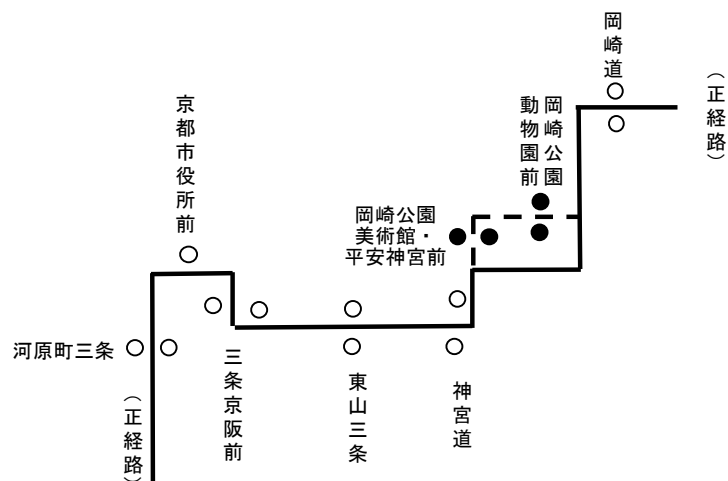 岡崎道
（正経路）
岡崎公園
動物園前
京都市役所前
岡崎公園
美術館・
平安神宮前
河原町三条
三条京阪前
東山三条
神宮道
（正経路）